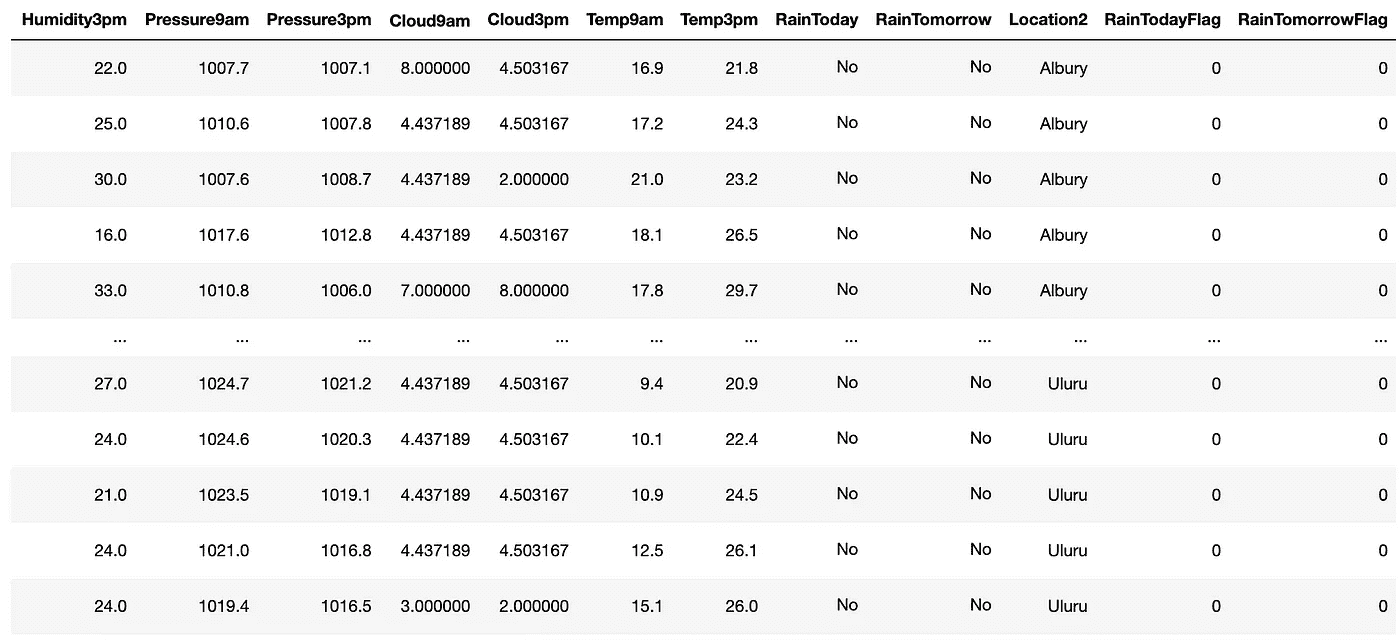 Humidity3pm Pressure9am Pressure3pm Cloud9am Cloud3pm Temp9am Temp3pm RainToday RainTomorrow Location2 RainTodayFlag RainTomorrowFlag
22.0 1007.7 1007.1 8.000000 4.503167 16.9 21.8 No No Albury 0 0
25.0 1010.6 1007.8 4.437189 4.503167 17.2 24.3 No No Albury 0 0
30.0 1007.6 1008.7 4.437189 2.000000 21.0 23.2 No No Albury 0 0
16.0 1017.6 1012.8 4.437189 4.503167 18.1 26.5 No No Albury 0 0
33.0 1010.8 1006.0 7.000000 8.000000 17.8 29.7 No No Albury 0 0
... ... ... ... ... ... ... ... ... ... ... ...
27.0 1024.7 1021.2 4.437189 4.503167 9.4 20.9 No No Uluru 0 0
24.0 1024.6 1020.3 4.437189 4.503167 10.1 22.4 No No Uluru 0 0
21.0 1023.5 1019.1 4.437189 4.503167 10.9 24.5 No No Uluru 0 0
24.0 1021.0 1016.8 4.437189 4.503167 12.5 26.1 No No Uluru 0 0
24.0 1019.4 1016.5 3.000000 2.000000 15.1 26.0 No No Uluru 0 0